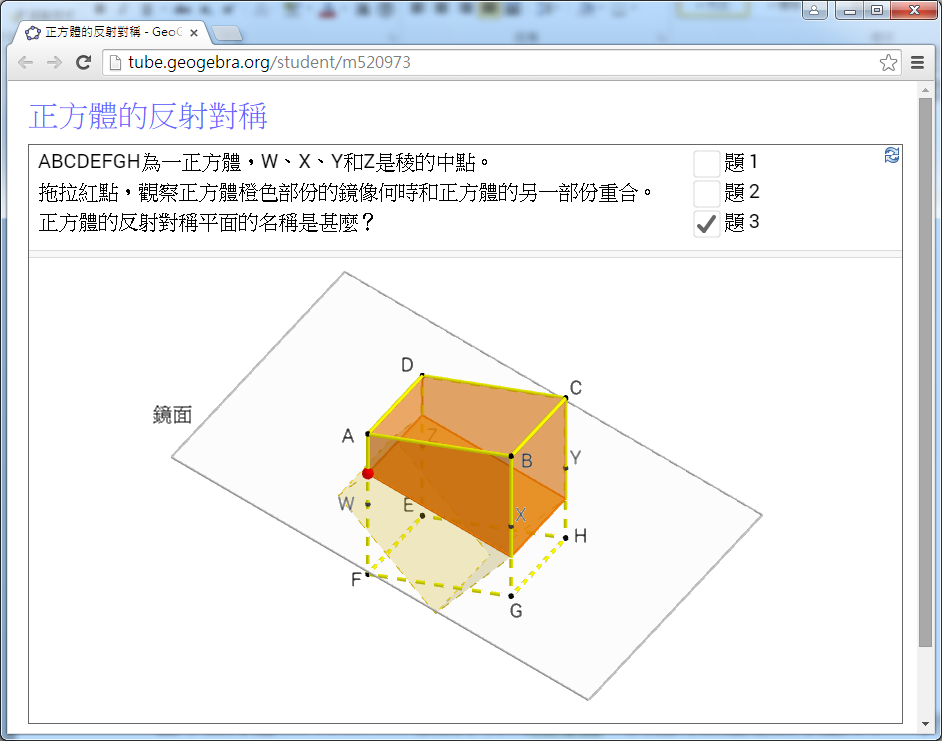 正方體的反射對稱 - GeoG
tube.geogebra.org/student/m520973
正方體的反射對稱
ABCDEFGH為一正方體，W、X、Y和Z是稜的中點。
拖拉紅點，觀察正方體橙色部份的鏡像何時和正方體的另一部份重合。
正方體的反射對稱平面的名稱是甚麼？
題 1
題 2
題 3
D
C
鏡面
A
Z
B
Y
W
E
X
H
F
G